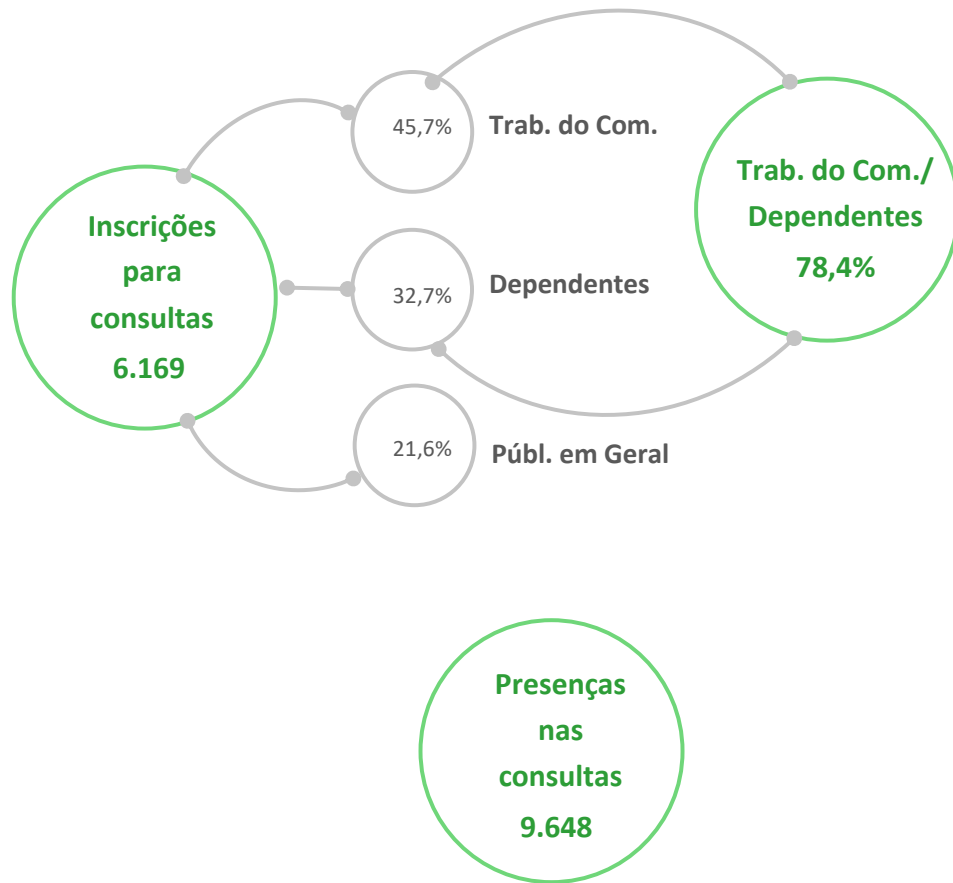 Inscrições
para
consultas
6.169
45,7%
Trab. do Com.
32,7%
Dependentes
21,6%
Públ. em Geral
Trab. do Com./
Dependentes
78,4%
Presenças
nas
consultas
9.648